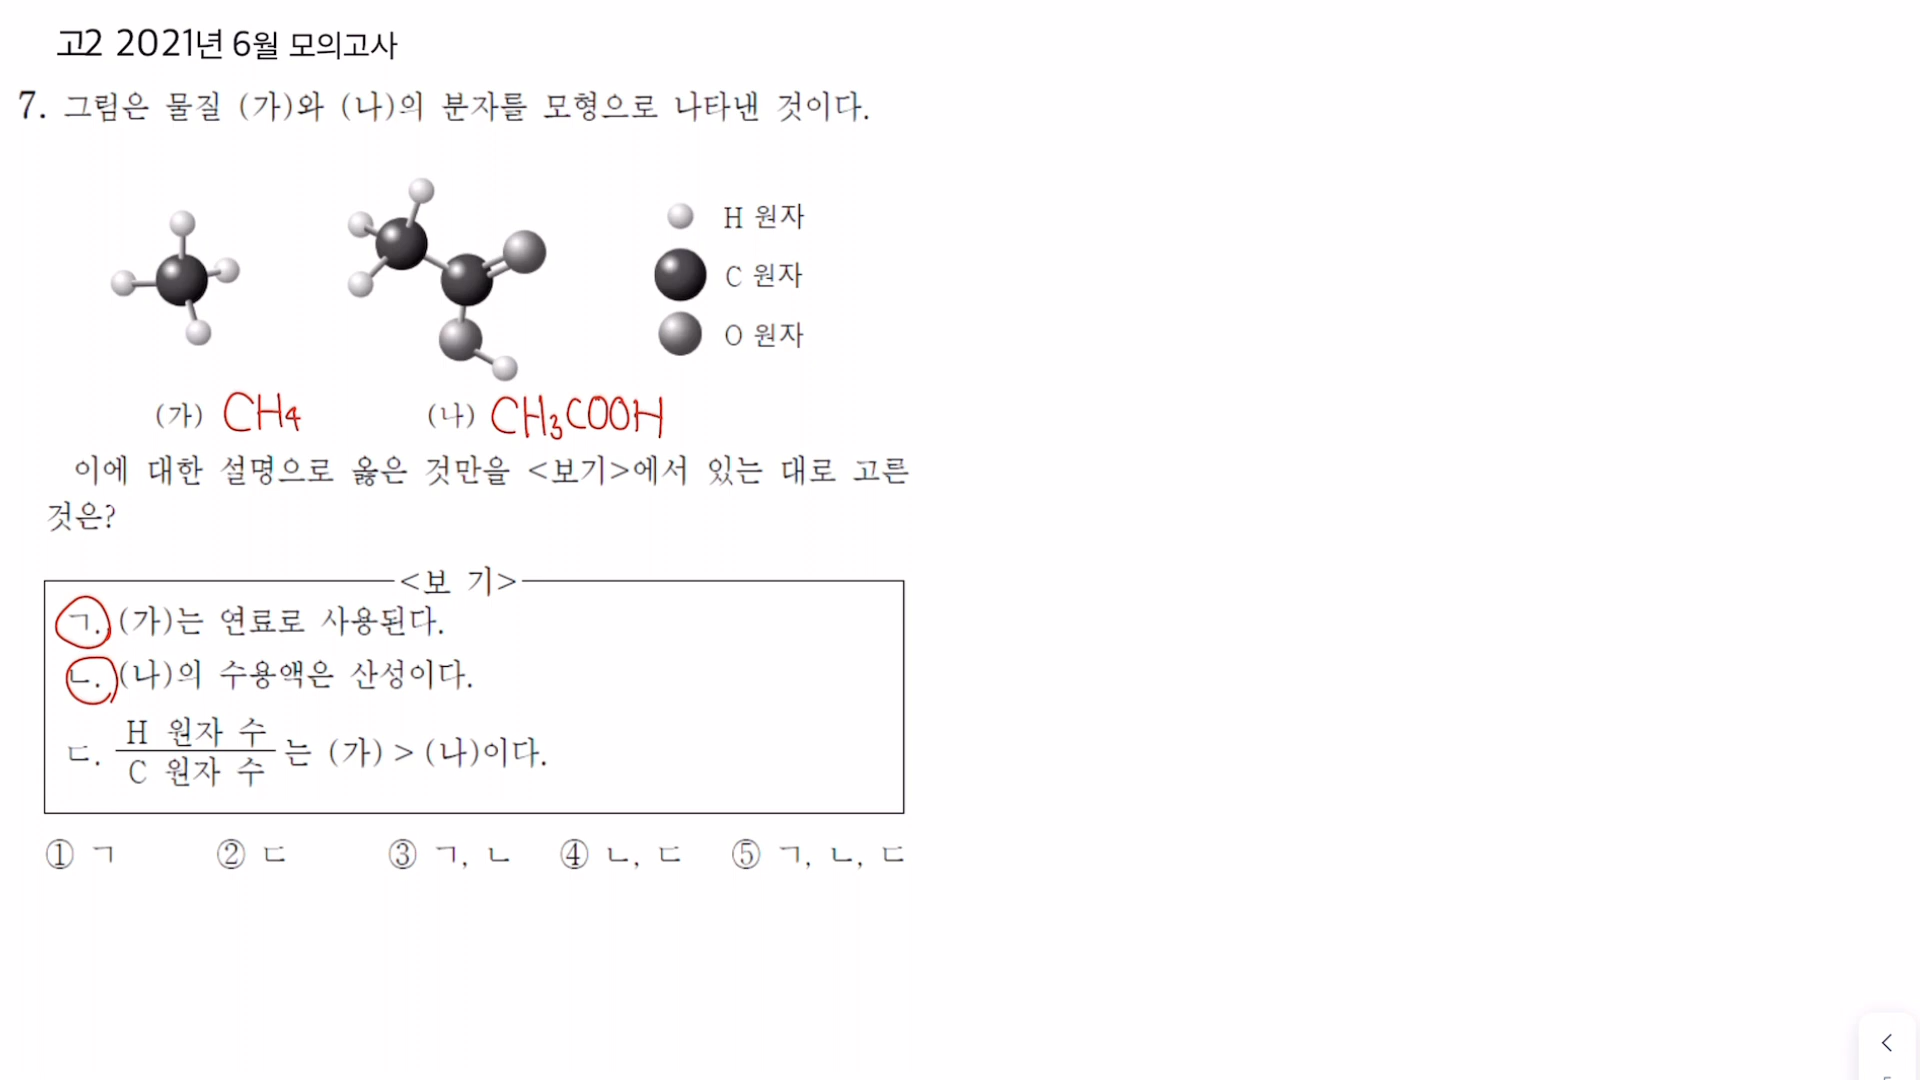 고2 2021년 6월 모의고사
7. 그림은 물질 (가)와 (나)의 분자를 모형으로 나타낸 것이다.
H 원자
C 원자
O 원자
(가) CH4 (나) CH3COOH
이에 대한 설명으로 옳은 것만을 <보기>에서 있는 대로 고른
것은?
<보 기>
ㄱ. (가)는 연료로 사용된다.
ㄴ. (나)의 수용액은 산성이다.
ㄷ. H 원자 수 / C 원자 수 는 (가) > (나)이다.
① ㄱ ② ㄷ ③ ㄱ, ㄴ ④ ㄴ, ㄷ ⑤ ㄱ, ㄴ, ㄷ